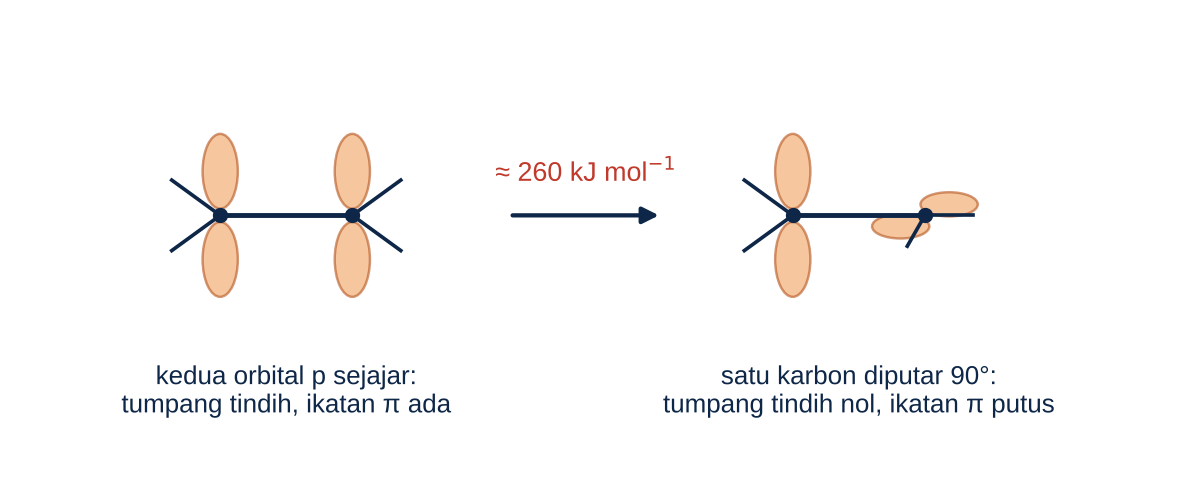 ≈ 260 kJ mol⁻¹
kedua orbital p sejajar:
tumpang tindih, ikatan π ada
satu karbon diputar 90°:
tumpang tindih nol, ikatan π putus